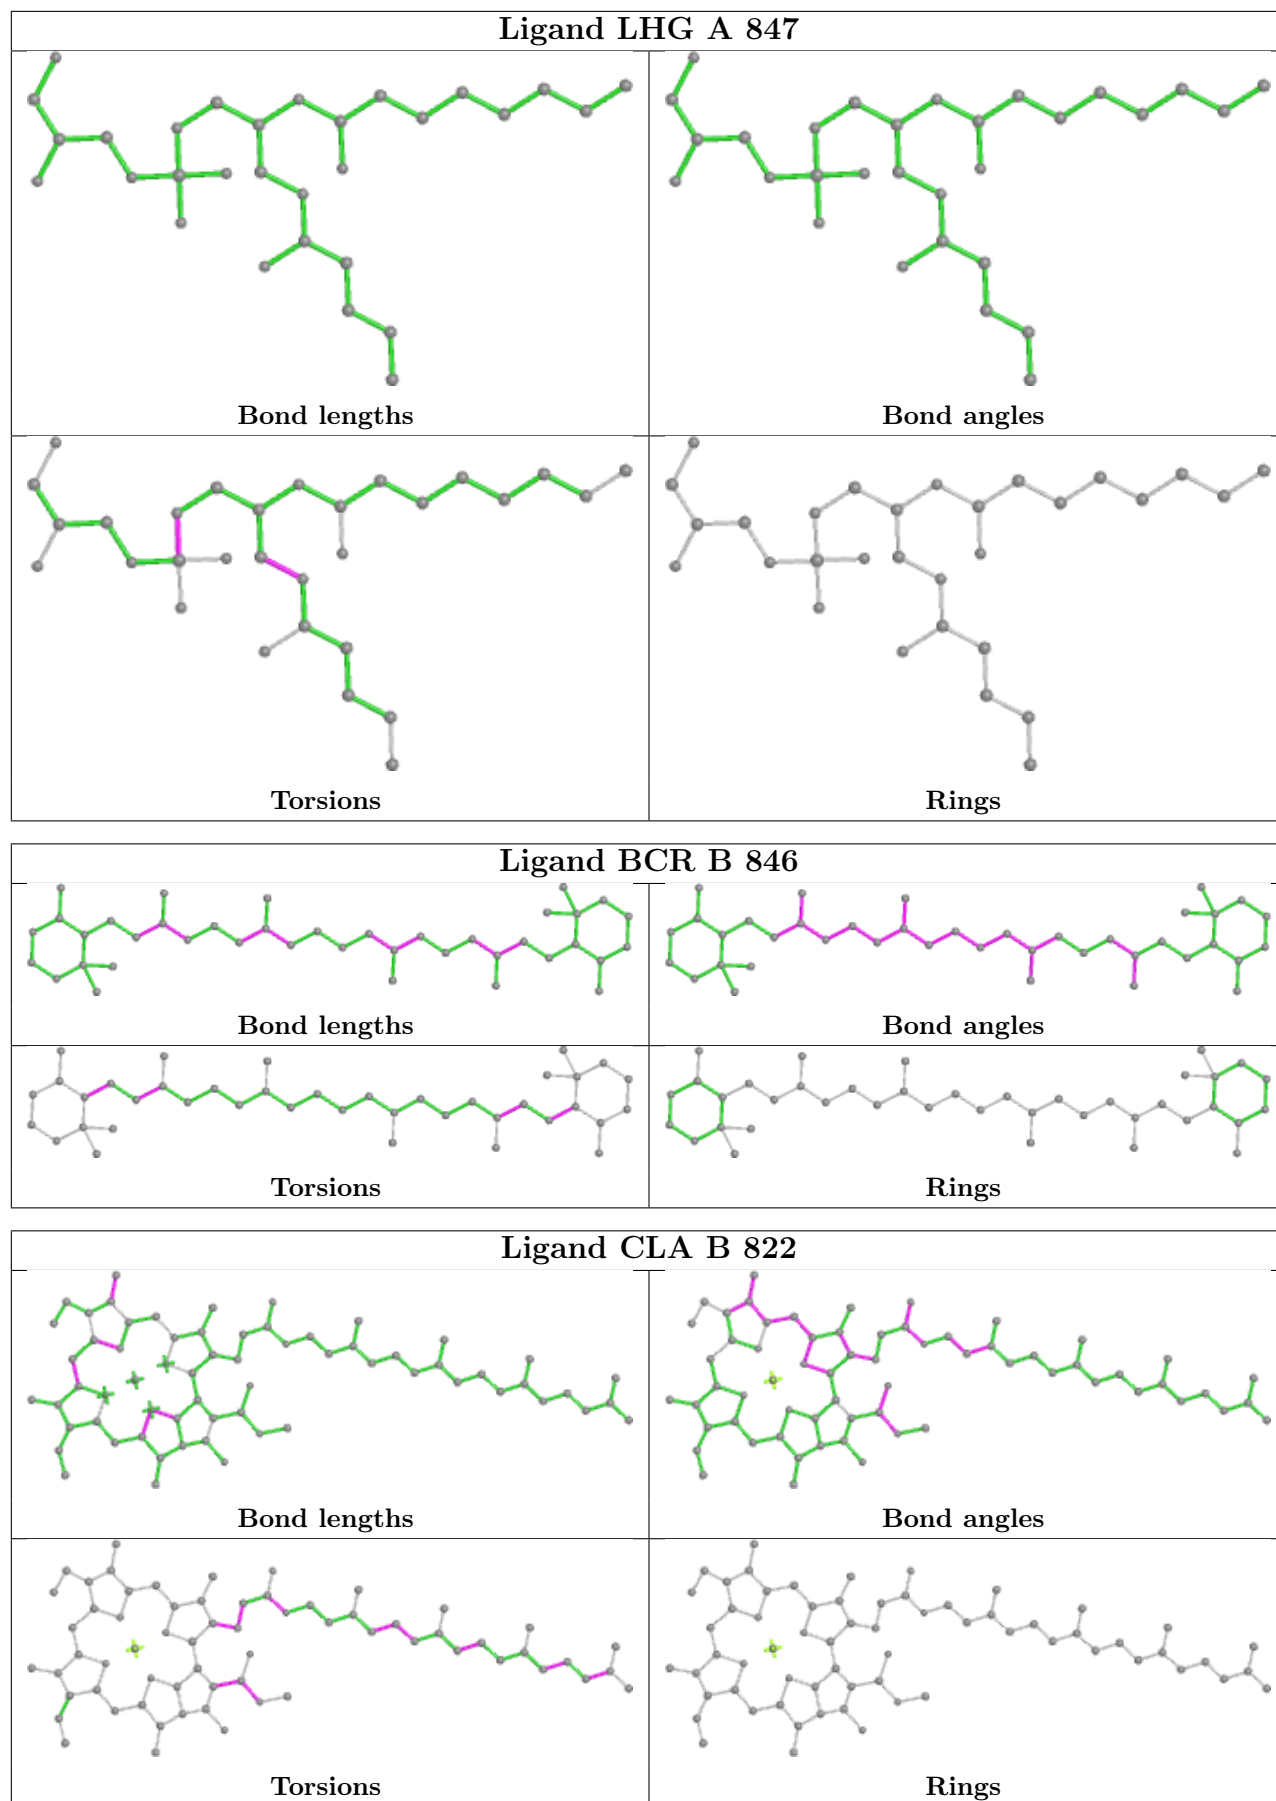 Ligand LHG A 847
Bond lengths
Bond angles
Torsions
Rings
Ligand BCR B 846
Bond lengths
Bond angles
Torsions
Rings
Ligand CLA B 822
Bond lengths
Bond angles
Torsions
Rings